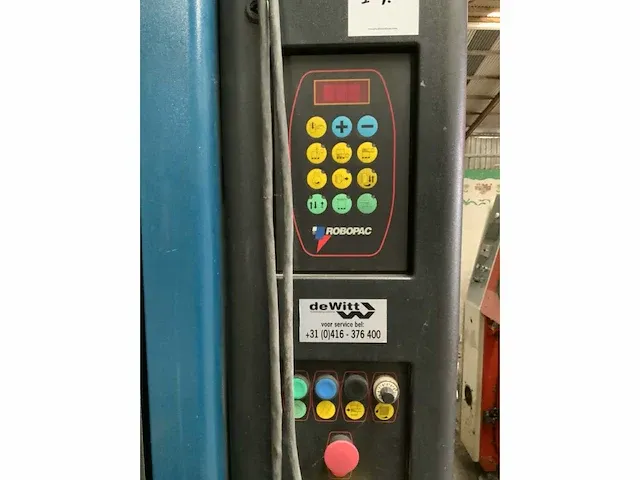 ROBOPAC
deWitt
voor service bel:
+31 (0)416 - 376 400